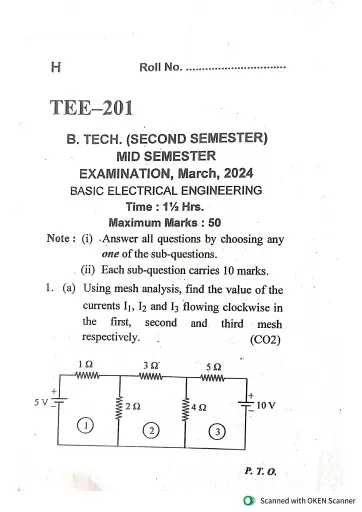 H Roll No. ..............................
TEE–201
B. TECH. (SECOND SEMESTER)
MID SEMESTER
EXAMINATION, March, 2024
BASIC ELECTRICAL ENGINEERING
Time : 1½ Hrs.
Maximum Marks : 50
Note : (i) Answer all questions by choosing any
one of the sub-questions.
(ii) Each sub-question carries 10 marks.
1. (a) Using mesh analysis, find the value of the
currents I₁, I₂ and I₃ flowing clockwise in
the first, second and third mesh
respectively. (CO2)
1 Ω 3 Ω 5 Ω
+ +
5 V 2 Ω 4 Ω 10 V
– –
1 2 3
P. T. O.
Scanned with OKEN Scanner